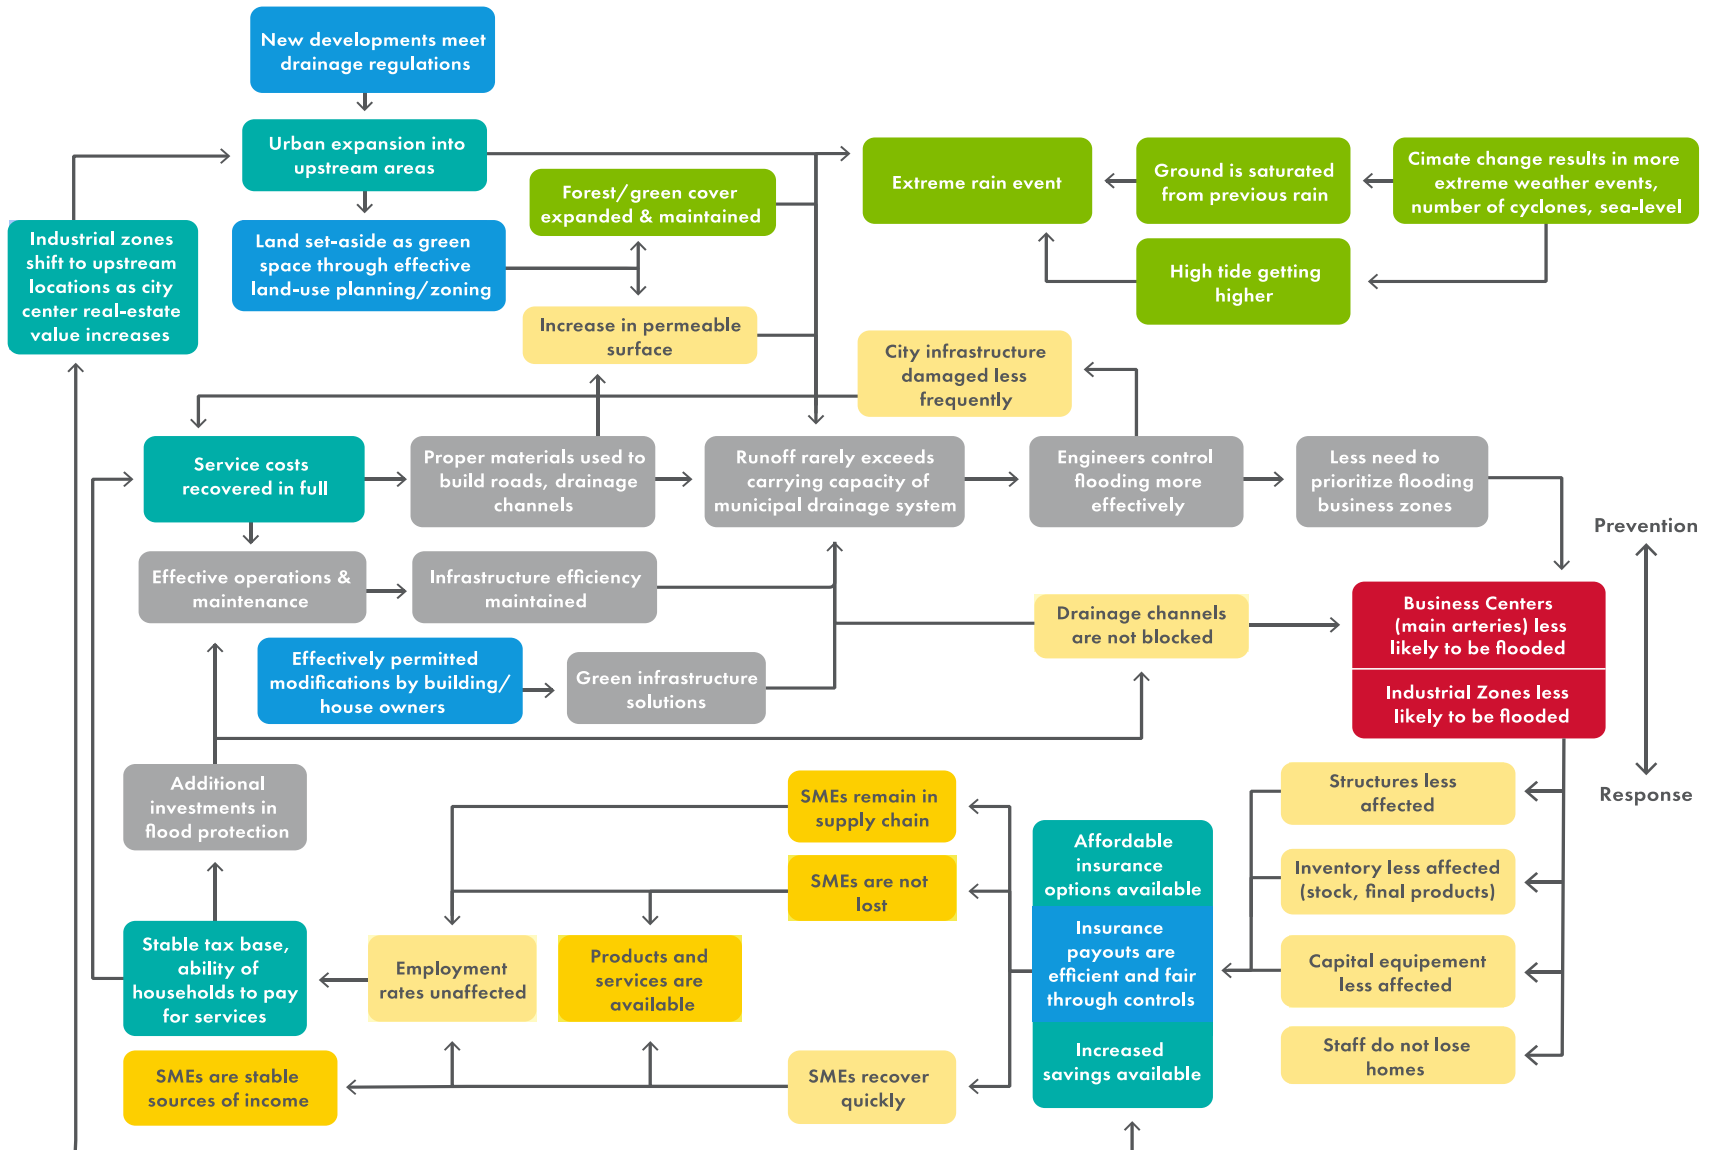 New developments meet
drainage regulations
Urban expansion into
upstream areas
Forest/green cover
expanded & maintained
Extreme rain event
Ground is saturated
from previous rain
Cimate change results in more
extreme weather events,
number of cyclones, sea-level
Industrial zones
shift to upstream
locations as city
center real-estate
value increases
Land set-aside as green
space through effective
land-use planning/zoning
High tide getting
higher
Increase in permeable
surface
City infrastructure
damaged less
frequently
Service costs
recovered in full
Proper materials used to
build roads, drainage
channels
Runoff rarely exceeds
carrying capacity of
municipal drainage system
Engineers control
flooding more
effectively
Less need to
prioritize flooding
business zones
Prevention
Effective operations &
maintenance
Infrastructure efficiency
maintained
Drainage channels
are not blocked
Business Centers
(main arteries) less
likely to be flooded
Effectively permitted
modifications by building/
house owners
Green infrastructure
solutions
Industrial Zones less
likely to be flooded
Additional
investments in
flood protection
SMEs remain in
supply chain
Structures less
affected
Response
Affordable
insurance
options available
SMEs are not
lost
Inventory less affected
(stock, final products)
Stable tax base,
ability of
households to pay
for services
Employment
rates unaffected
Products and
services are
available
Insurance
payouts are
efficient and fair
through controls
Capital equipement
less affected
Increased
savings available
Staff do not lose
homes
SMEs are stable
sources of income
SMEs recover
quickly